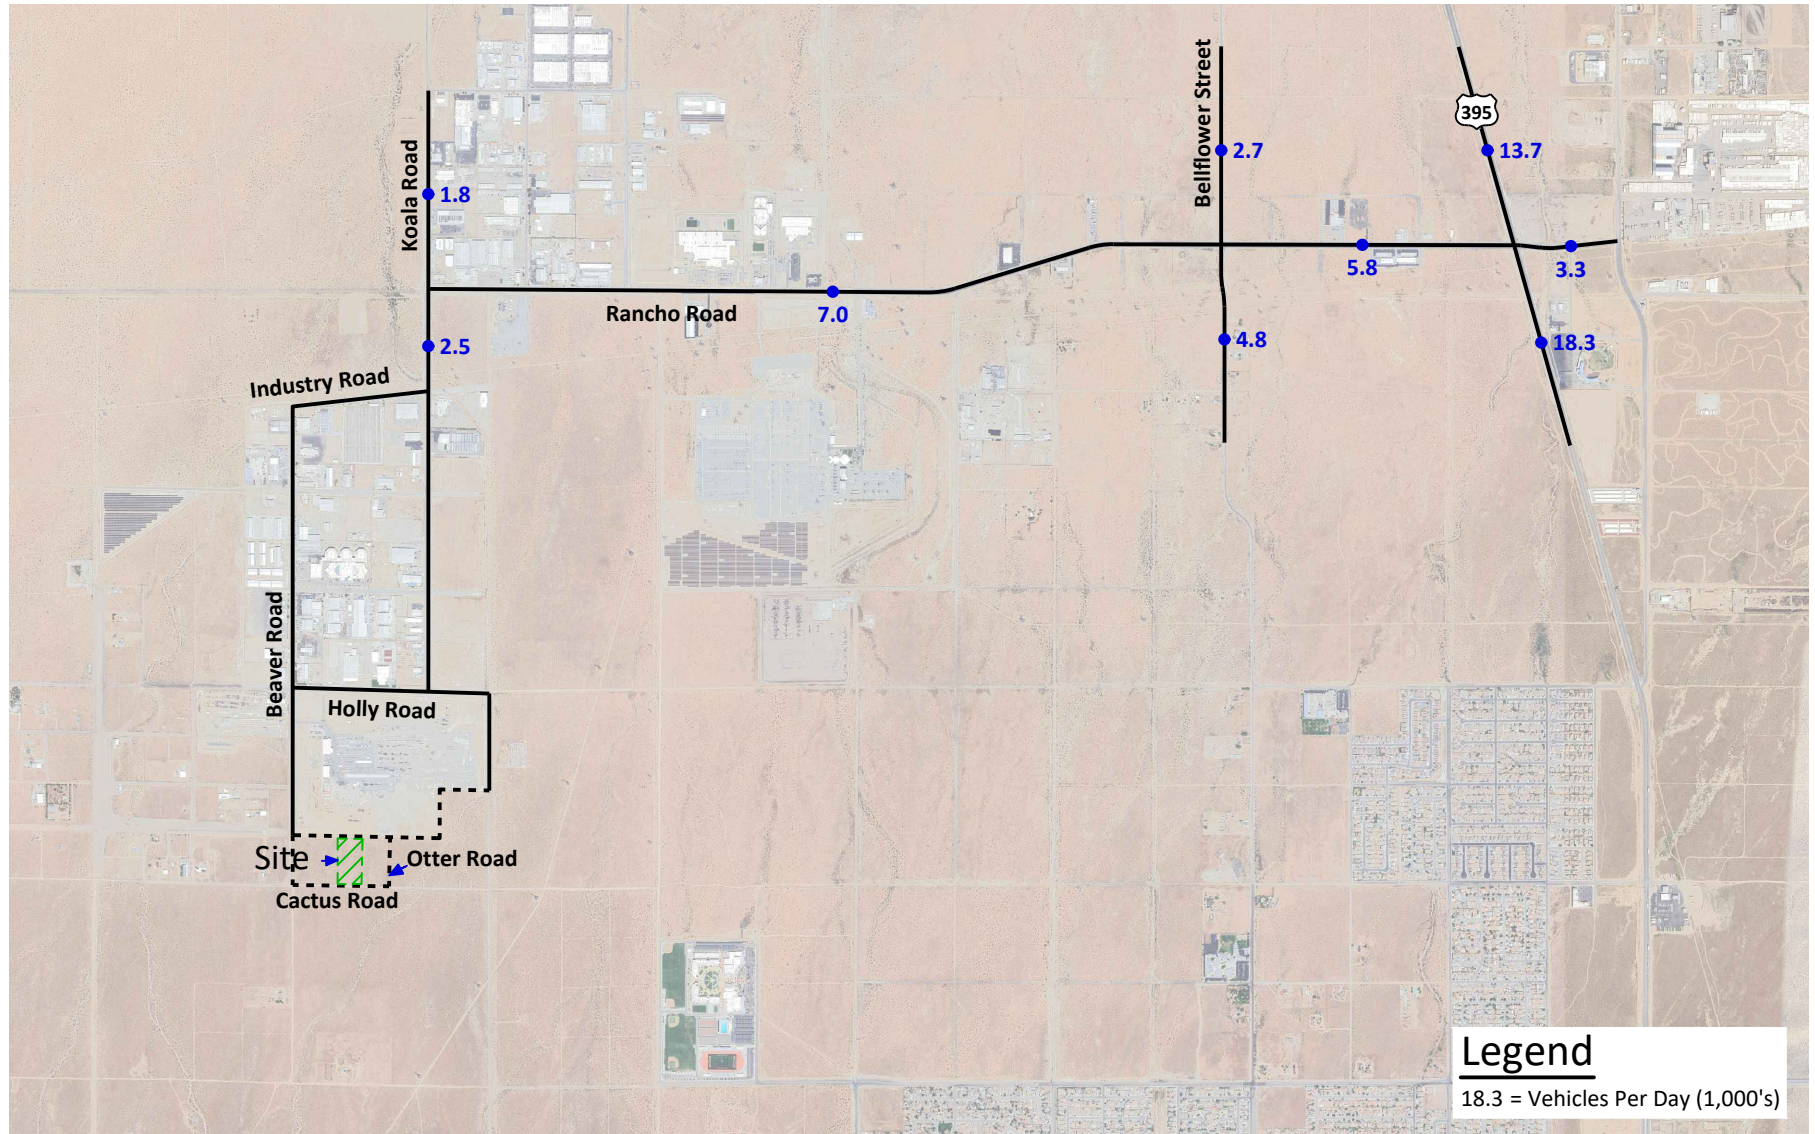 Bellflower Street
395
2.7
13.7
Koala Road
1.8
5.8
3.3
Rancho Road
7.0
2.5
4.8
18.3
Industry Road
Beaver Road
Holly Road
Site
Otter Road
Cactus Road
Legend
18.3 = Vehicles Per Day (1,000's)